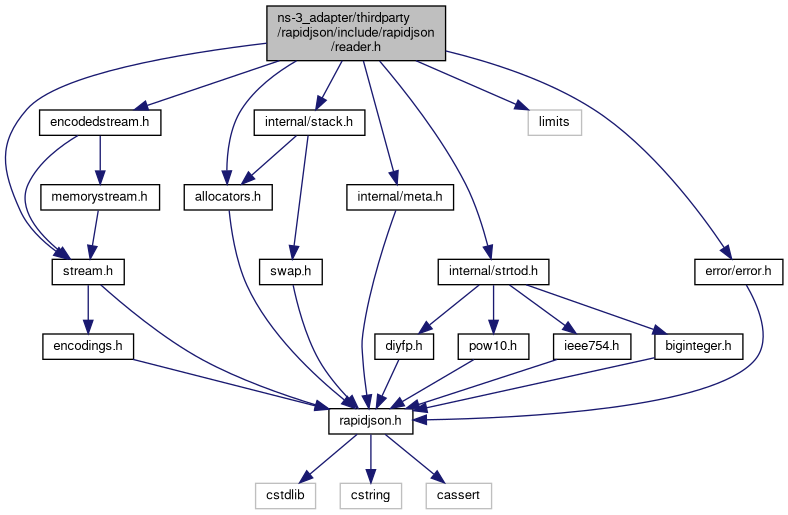 ns-3_adapter/thirdparty
/rapidjson/include/rapidjson
/reader.h
encodedstream.h
internal/stack.h
limits
memorystream.h
allocators.h
internal/meta.h
stream.h
swap.h
internal/strtod.h
error/error.h
encodings.h
diyfp.h
pow10.h
ieee754.h
biginteger.h
rapidjson.h
cstdlib
cstring
cassert